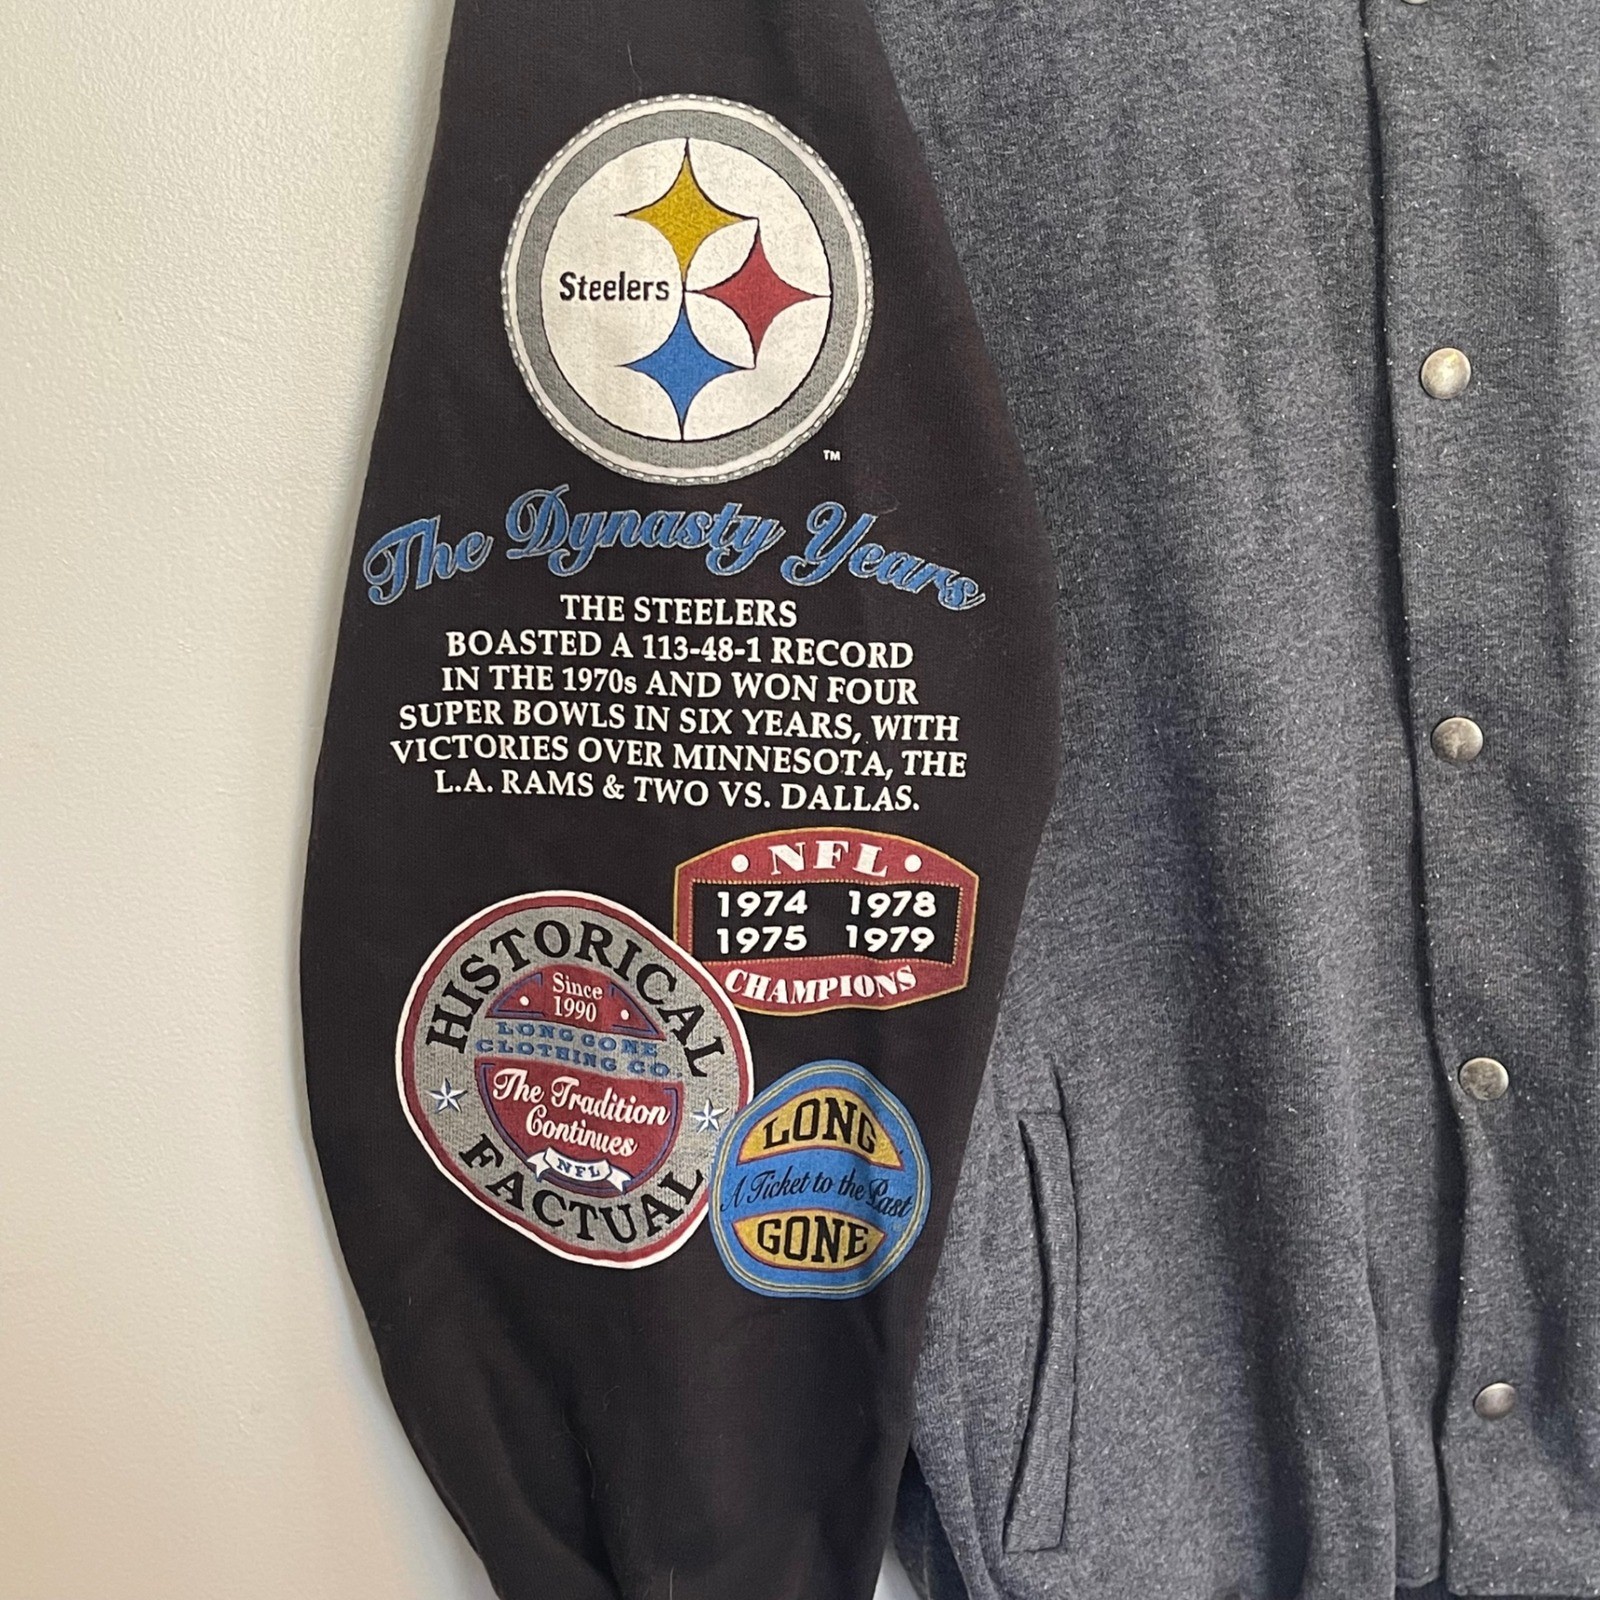 Steelers
TM
The Dynasty Years
THE STEELERS
BOASTED A 113-48-1 RECORD
IN THE 1970s AND WON FOUR
SUPER BOWLS IN SIX YEARS, WITH
VICTORIES OVER MINNESOTA, THE
L.A. RAMS & TWO VS. DALLAS.
• NFL •
1974 1978
1975 1979
CHAMPIONS
HISTORICAL
Since
1990
LONG GONE
CLOTHING CO.
The Tradition
Continues
NFL
FACTUAL
LONG
A Ticket to the Past
GONE